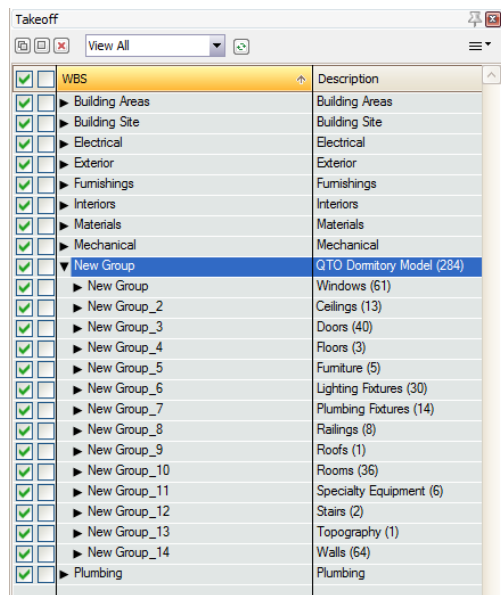 Takeoff
View All
WBS Description
Building Areas Building Areas
Building Site Building Site
Electrical Electrical
Exterior Exterior
Furnishings Furnishings
Interiors Interiors
Materials Materials
Mechanical Mechanical
New Group QTO Dormitory Model (284)
New Group Windows (61)
New Group_2 Ceilings (13)
New Group_3 Doors (40)
New Group_4 Floors (3)
New Group_5 Furniture (5)
New Group_6 Lighting Fixtures (30)
New Group_7 Plumbing Fixtures (14)
New Group_8 Railings (8)
New Group_9 Roofs (1)
New Group_10 Rooms (36)
New Group_11 Specialty Equipment (6)
New Group_12 Stairs (2)
New Group_13 Topography (1)
New Group_14 Walls (64)
Plumbing Plumbing